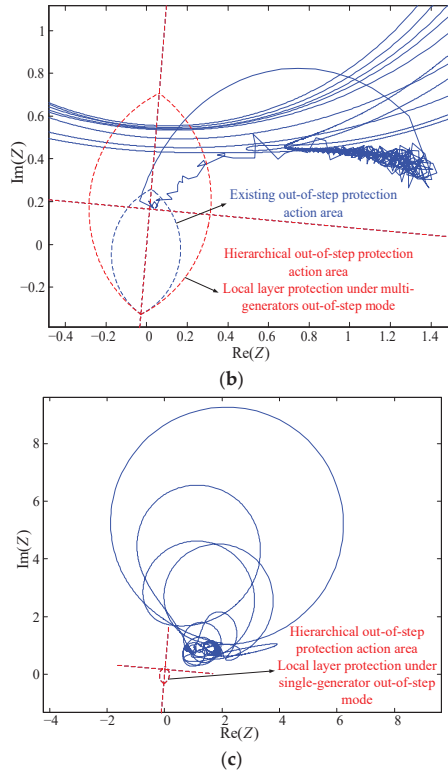 1
0.8
0.6
0.4
0.2
0
−0.2
Im(Z)
Existing out-of-step protection
action area
Hierarchical out-of-step protection
action area
Local layer protection under multi-
generators out-of-step mode
−0.4 −0.2 0 0.2 0.4 0.6 0.8 1 1.2 1.4
Re(Z)
(b)
8
6
4
2
0
Im(Z)
Hierarchical out-of-step
protection action area
Local layer protection under
single-generator out-of-step
mode
−4 −2 0 2 4 6 8
Re(Z)
(c)